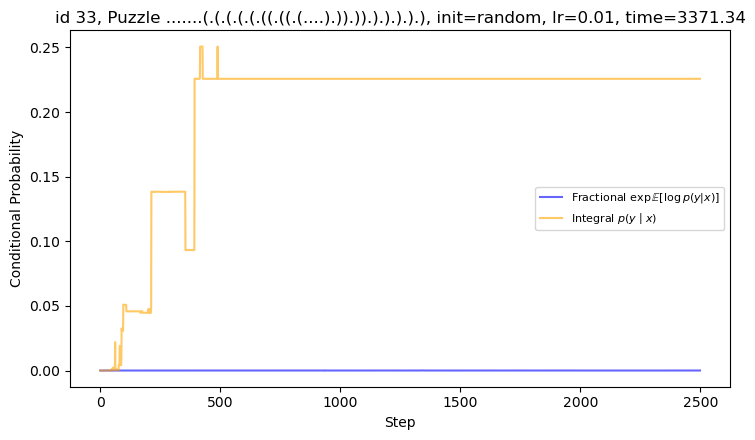 id 33, Puzzle .......(.(.(.(.(.((.((.(....).)).)).).).).).), init=random, lr=0.01, time=3371.34
0.25
0.20
0.15
0.10
0.05
0.00
Conditional Probability
Fractional exp𝔼[log p(y|x)]
Integral p(y | x)
0
500
1000
1500
2000
2500
Step